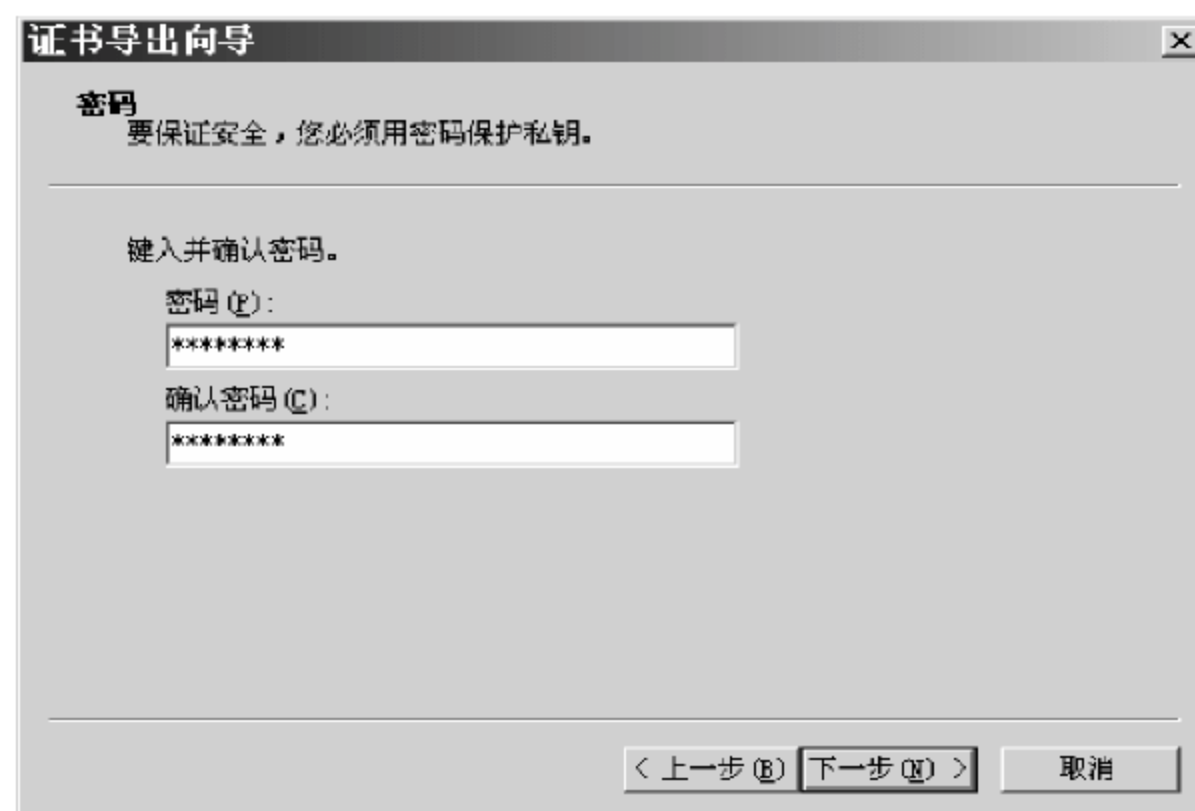 证书导出向导
密码
要保证安全，您必须用密码保护私钥。
键入并确认密码。
密码(P):
********
确认密码(C):
********
< 上一步(B) 下一步(N) > 取消